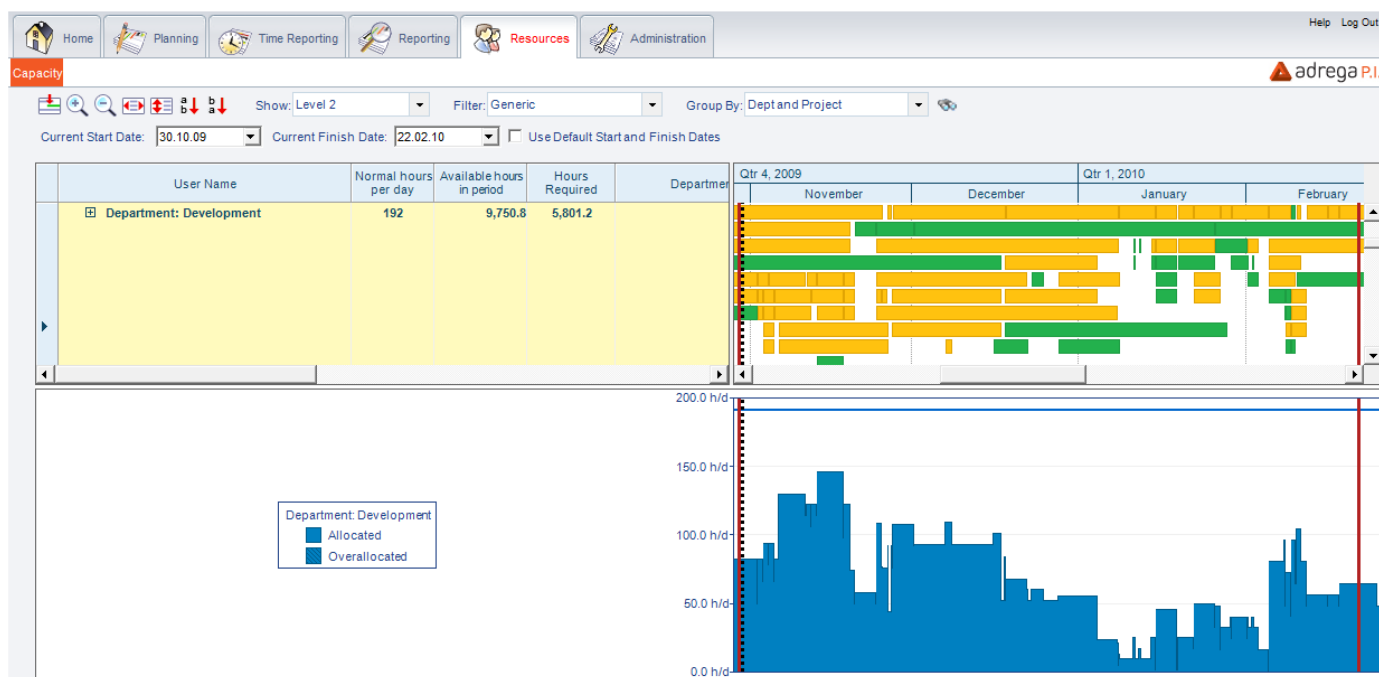 Help Log Out
Home Planning Time Reporting Reporting Resources Administration
Capacity
adrega P.I.
a b b a Show: Level 2 Filter: Generic Group By: Dept and Project
Current Start Date: 30.10.09 Current Finish Date: 22.02.10 Use Default Start and Finish Dates
User Name Normal hours per day Available hours in period Hours Required Departmen
Qtr 4, 2009 Qtr 1, 2010
November December January February
Department: Development 192 9,750.8 5,801.2
200.0 h/d
150.0 h/d
100.0 h/d
50.0 h/d
0.0 h/d
Department: Development
Allocated
Overallocated